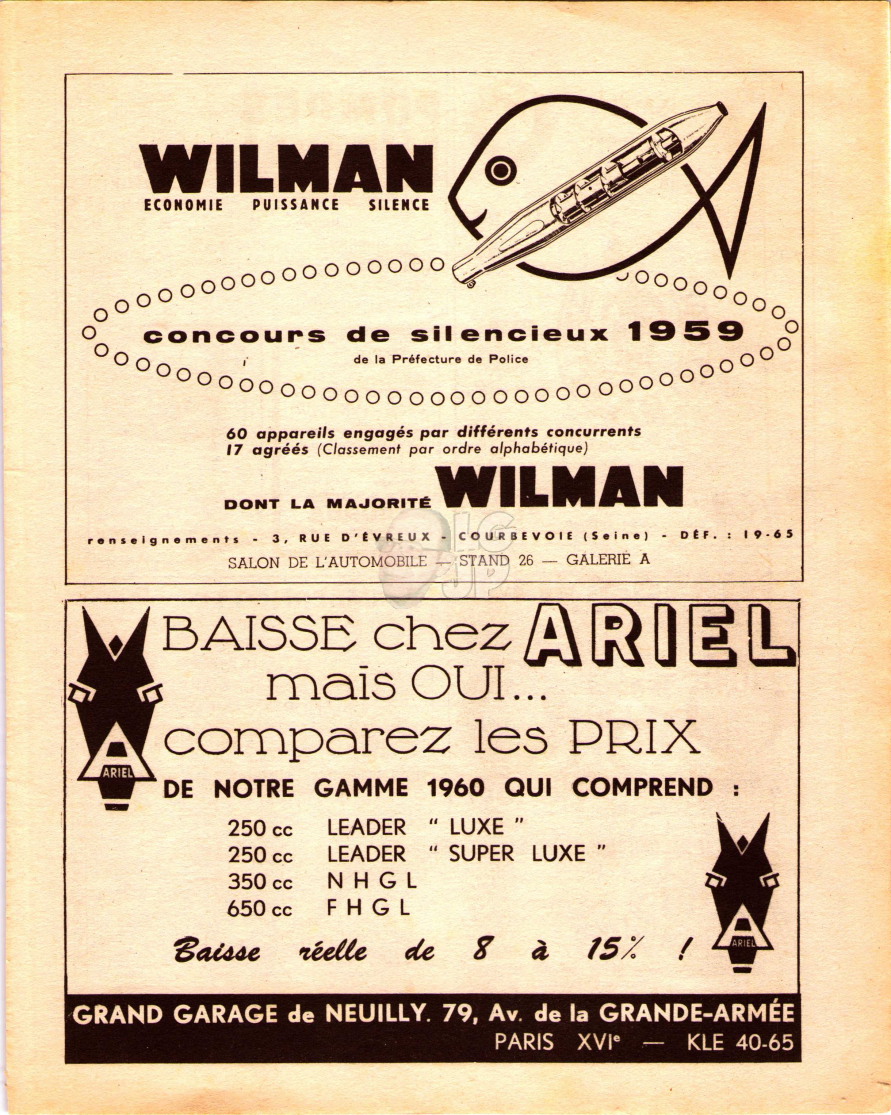 WILMAN
ECONOMIE PUISSANCE SILENCE
concours de silencieux 1959
de la Préfecture de Police
60 appareils engagés par différents concurrents
17 agréés (Classement par ordre alphabétique)
DONT LA MAJORITÉ WILMAN
renseignements - 3, RUE D'ÉVREUX - COURBEVOIE (Seine) - DÉF. : 19-65
SALON DE L'AUTOMOBILE — STAND 26 — GALERIE A
LC
JP
BAISSE chez ARIEL
mais OUI...
comparez les PRIX
ARIEL
DE NOTRE GAMME 1960 QUI COMPREND :
250 cc LEADER “ LUXE ”
250 cc LEADER “ SUPER LUXE ”
350 cc N H G L
650 cc F H G L
Baisse réelle de 8 à 15% !
ARIEL
GRAND GARAGE de NEUILLY. 79, Av. de la GRANDE-ARMÉE
PARIS XVIe — KLE 40-65